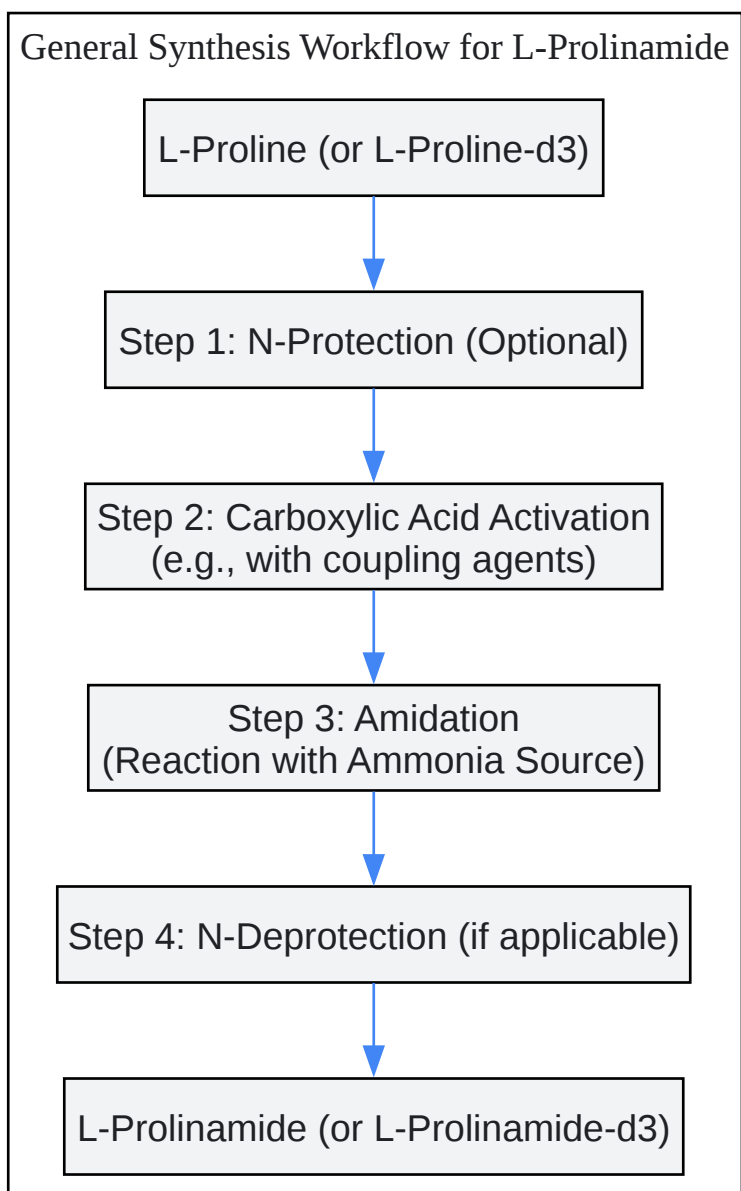 General Synthesis Workflow for L-Prolinamide
L-Proline (or L-Proline-d3)
Step 1: N-Protection (Optional)
Step 2: Carboxylic Acid Activation
(e.g., with coupling agents)
Step 3: Amidation
(Reaction with Ammonia Source)
Step 4: N-Deprotection (if applicable)
L-Prolinamide (or L-Prolinamide-d3)